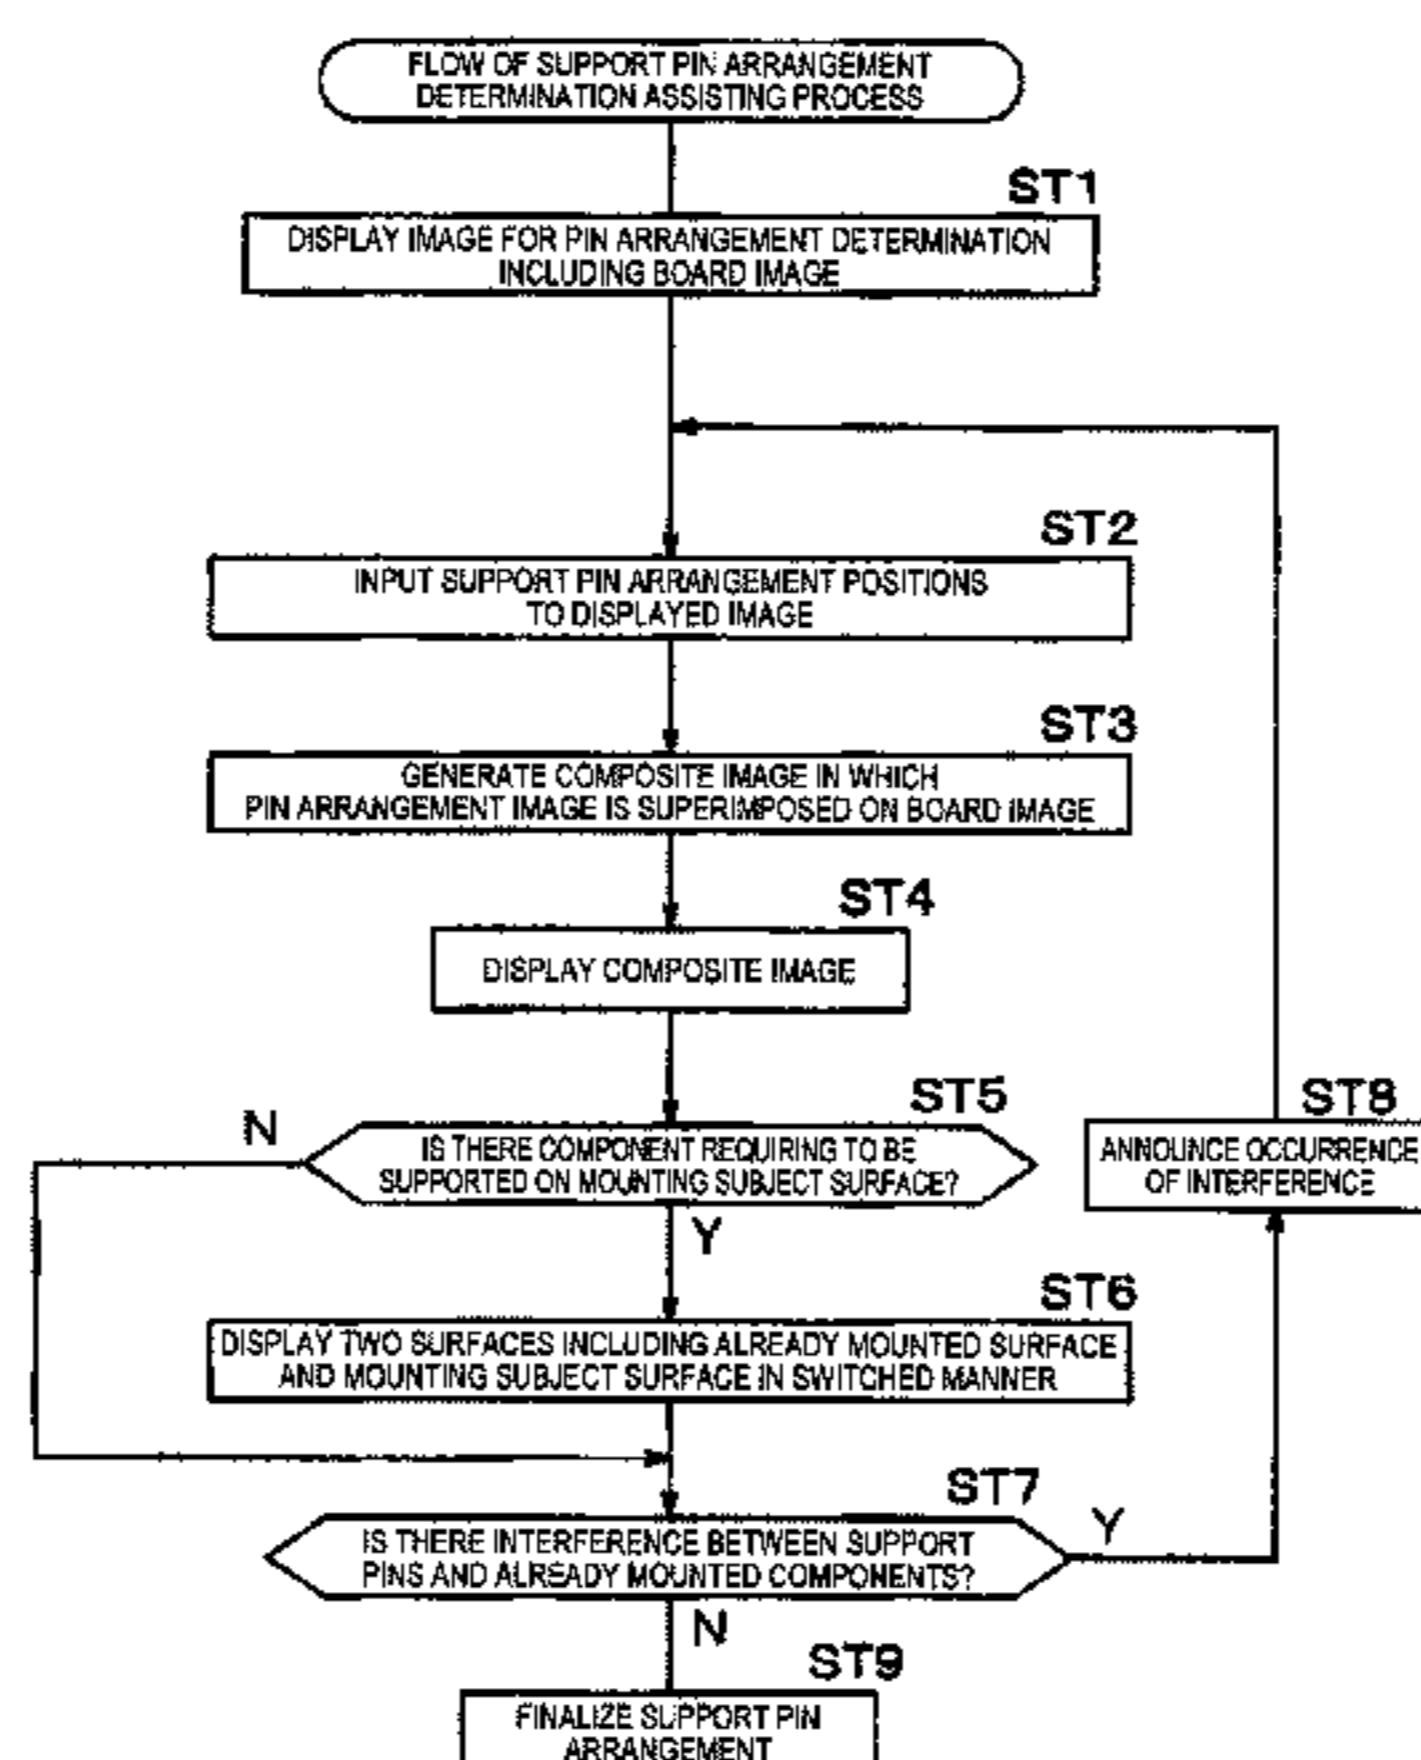 FLOW OF SUPPORT PIN ARRANGEMENT
DETERMINATION ASSISTING PROCESS
ST1
DISPLAY IMAGE FOR PIN ARRANGEMENT DETERMINATION
INCLUDING BOARD IMAGE
ST2
INPUT SUPPORT PIN ARRANGEMENT POSITIONS
TO DISPLAYED IMAGE
ST3
GENERATE COMPOSITE IMAGE IN WHICH
PIN ARRANGEMENT IMAGE IS SUPERIMPOSED ON BOARD IMAGE
ST4
DISPLAY COMPOSITE IMAGE
ST5
N
IS THERE COMPONENT REQUIRING TO BE
SUPPORTED ON MOUNTING SUBJECT SURFACE?
Y
ST8
ANNOUNCE OCCURRENCE
OF INTERFERENCE
ST6
DISPLAY TWO SURFACES INCLUDING ALREADY MOUNTED SURFACE
AND MOUNTING SUBJECT SURFACE IN SWITCHED MANNER
ST7
IS THERE INTERFERENCE BETWEEN SUPPORT
PINS AND ALREADY MOUNTED COMPONENTS?
Y
N
ST9
FINALIZE SUPPORT PIN
ARRANGEMENT